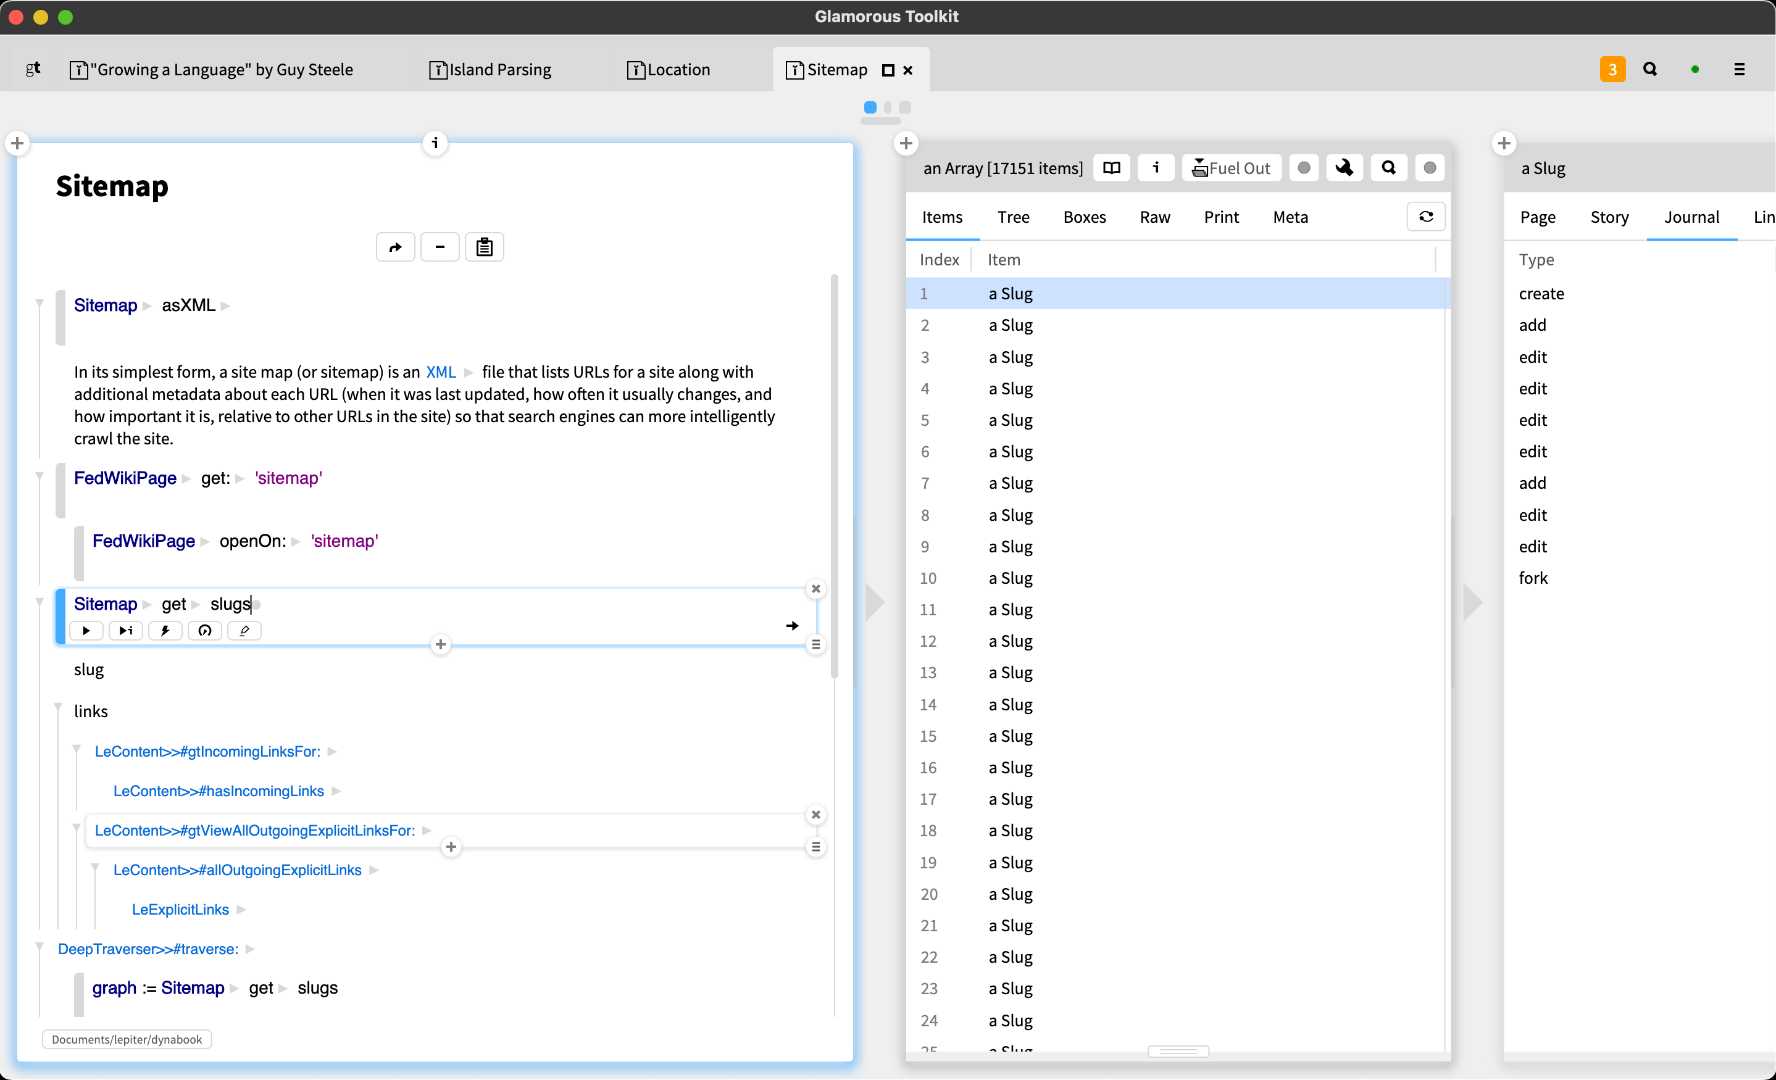 Glamorous Toolkit
gt
"Growing a Language" by Guy Steele
Island Parsing
Location
Sitemap
3
Sitemap
Sitemap asXML
In its simplest form, a site map (or sitemap) is an XML file that lists URLs for a site along with
additional metadata about each URL (when it was last updated, how often it usually changes, and
how important it is, relative to other URLs in the site) so that search engines can more intelligently
crawl the site.
FedWikiPage get: 'sitemap'
FedWikiPage openOn: 'sitemap'
Sitemap get slugs
slug
links
LeContent>>#gtIncomingLinksFor:
LeContent>>#hasIncomingLinks
LeContent>>#gtViewAllOutgoingExplicitLinksFor:
LeContent>>#allOutgoingExplicitLinks
LeExplicitLinks
DeepTraverser>>#traverse:
graph := Sitemap get slugs
Documents/lepiter/dynabook
an Array [17151 items]
i
Fuel Out
Items Tree Boxes Raw Print Meta
Index Item
1 a Slug
2 a Slug
3 a Slug
4 a Slug
5 a Slug
6 a Slug
7 a Slug
8 a Slug
9 a Slug
10 a Slug
11 a Slug
12 a Slug
13 a Slug
14 a Slug
15 a Slug
16 a Slug
17 a Slug
18 a Slug
19 a Slug
20 a Slug
21 a Slug
22 a Slug
23 a Slug
24 a Slug
25 a Slug
a Slug
Page Story Journal Lin
Type
create
add
edit
edit
edit
edit
add
edit
edit
fork